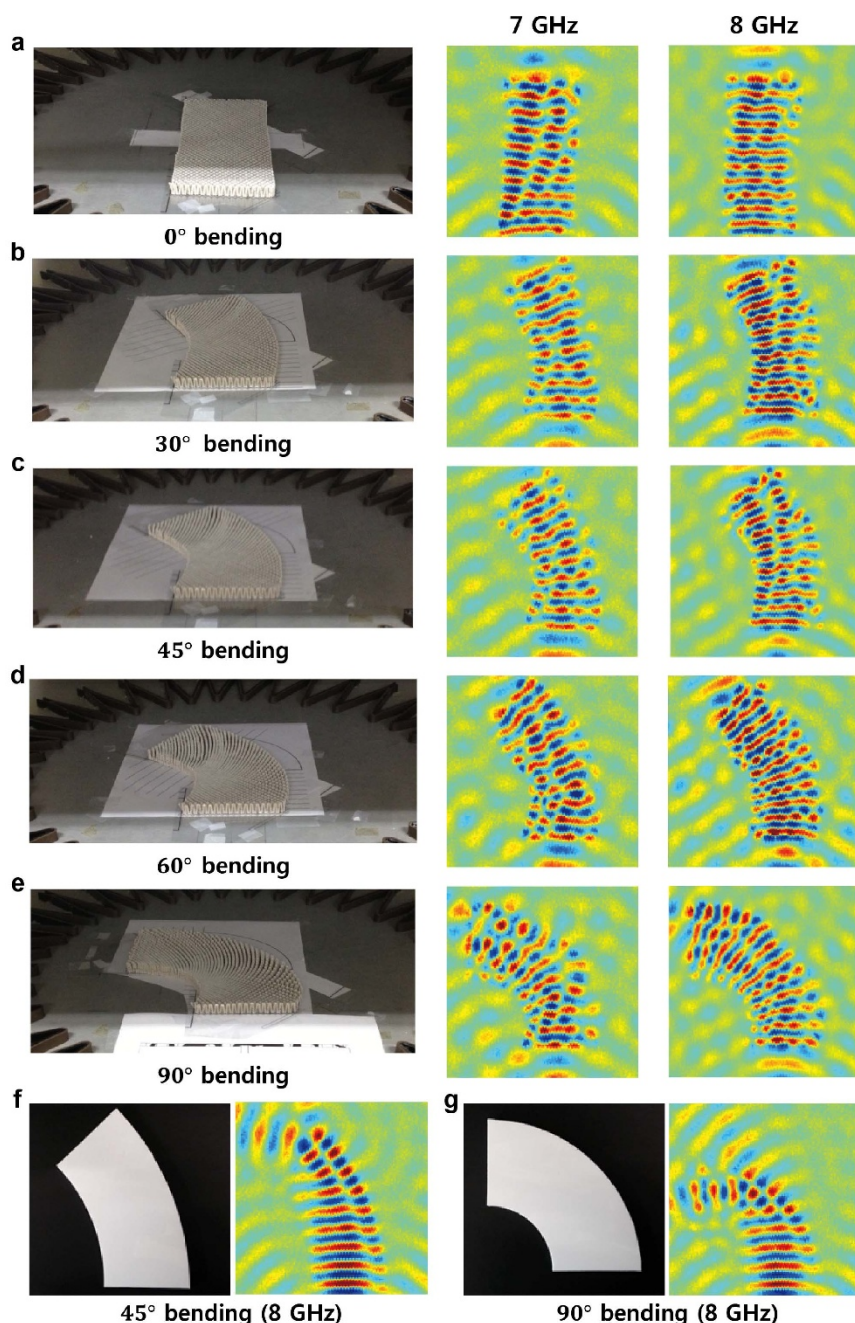 7 GHz 8 GHz
a
0° bending
b
30° bending
c
45° bending
d
60° bending
e
90° bending
f g
45° bending (8 GHz) 90° bending (8 GHz)